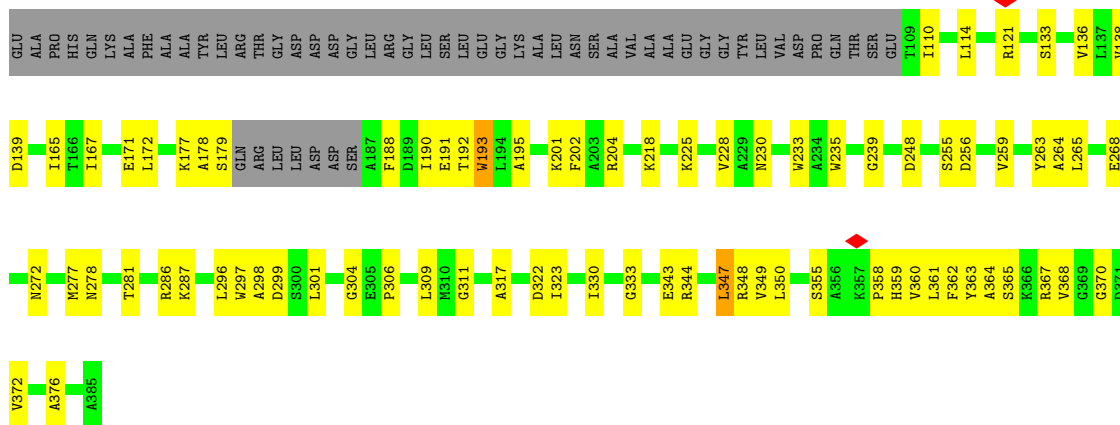 GLU ALA PRO HIS GLN LYS ALA PHE ALA ALA TYR LEU ARG THR GLY ASP ASP ASP GLY LEU ARG GLY LEU SER LEU GLU GLY LYS ALA LEU ASN SER ALA VAL ALA ALA GLU GLY GLY TYR LEU VAL ASP PRO GLN THR SER GLU T109 I110 L114 R121 S133 V136 L137 V138
D139 I165 T166 I167 E171 L172 K177 A178 S179 GLN ARG LEU LEU ASP ASP SER A187 F188 D189 I190 E191 T192 W193 L194 A195 K201 F202 A203 R204 K218 K225 V228 A229 N230 W233 A234 W235 G239 D248 S255 D256 V259 Y263 A264 L265 E268
N272 M277 N278 T281 R286 K287 L296 W297 A298 D299 S300 L301 G304 E305 P306 L309 M310 G311 A317 D322 I323 I330 G333 E343 R344 L347 R348 V349 L350 S355 A356 K357 P358 H359 V360 L361 F362 Y363 A364 S365 K366 R367 V368 G369 G370 D371
V372 A376 A385